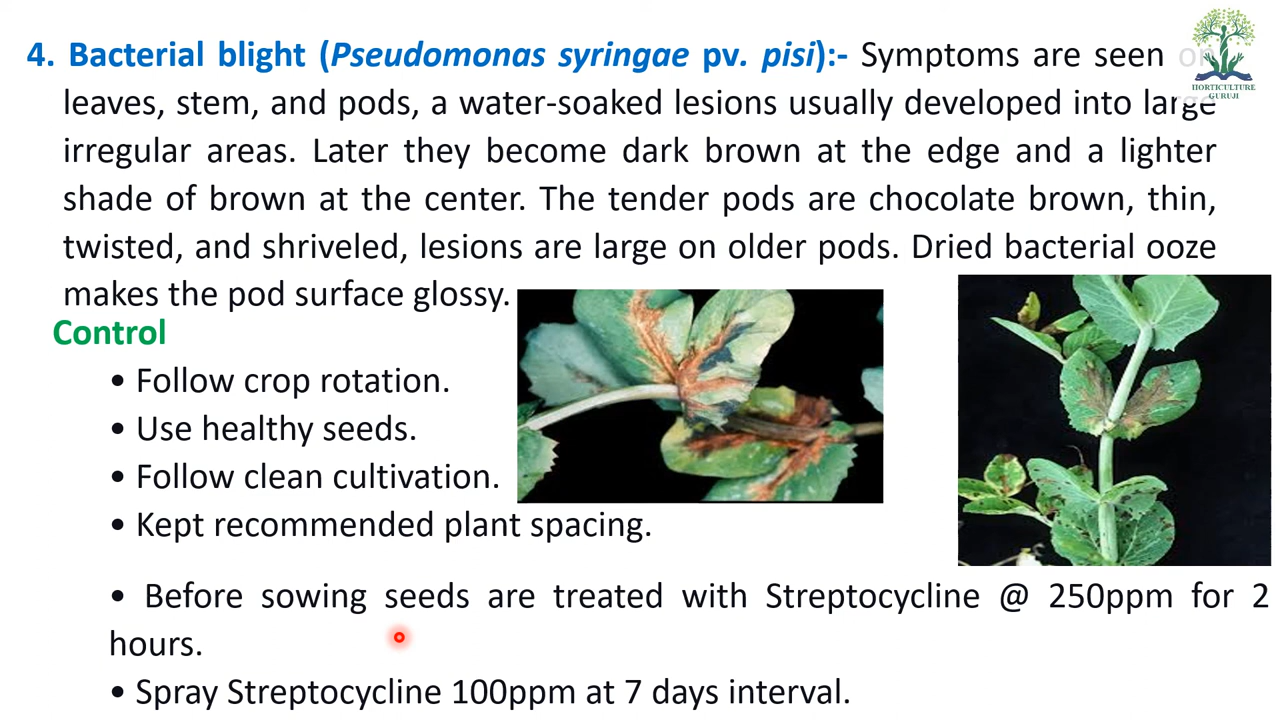 4. Bacterial blight (Pseudomonas syringae pv. pisi):- Symptoms are seen on
leaves, stem, and pods, a water-soaked lesions usually developed into large
irregular areas. Later they become dark brown at the edge and a lighter
shade of brown at the center. The tender pods are chocolate brown, thin,
twisted, and shriveled, lesions are large on older pods. Dried bacterial ooze
makes the pod surface glossy.
Control
• Follow crop rotation.
• Use healthy seeds.
• Follow clean cultivation.
• Kept recommended plant spacing.
• Before sowing seeds are treated with Streptocycline @ 250ppm for 2
hours.
• Spray Streptocycline 100ppm at 7 days interval.
HORTICULTURE
GURUJI